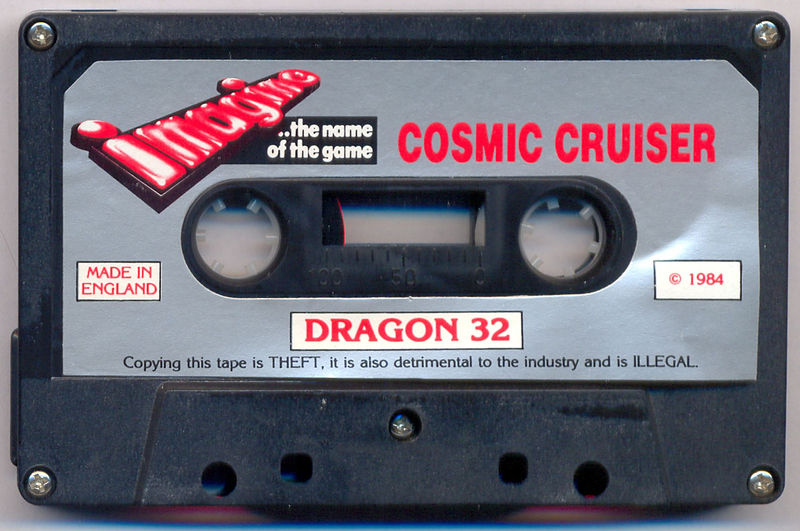 imagine
..the name
of the game
COSMIC CRUISER
100 50 0
MADE IN
ENGLAND
© 1984
DRAGON 32
Copying this tape is THEFT, it is also detrimental to the industry and is ILLEGAL.